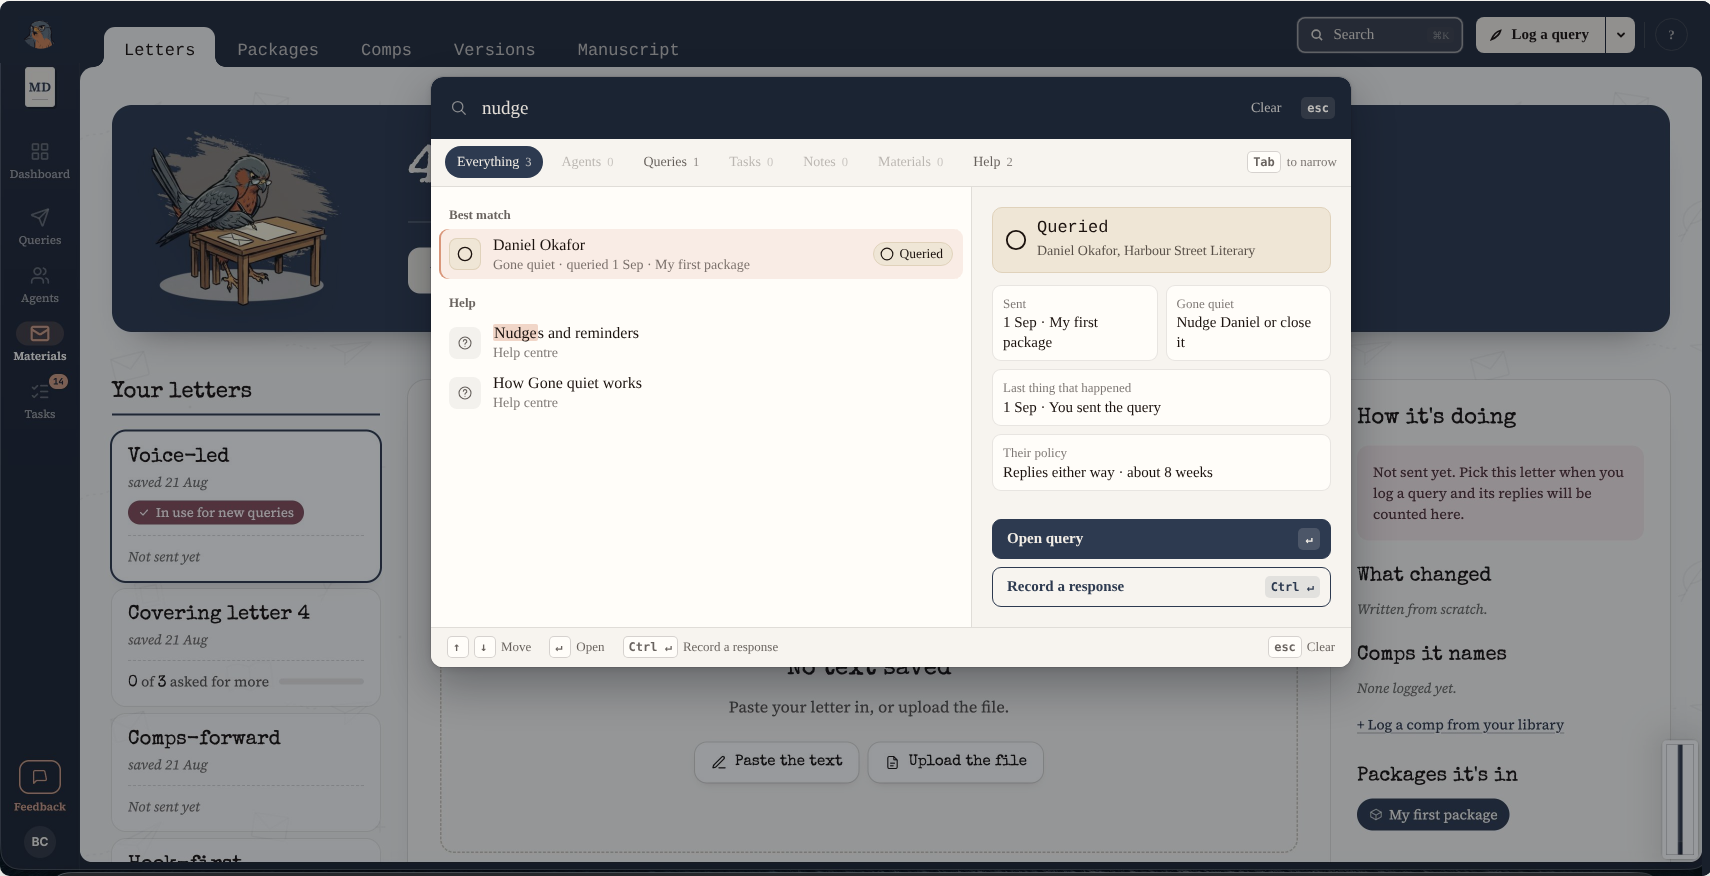 Letters
Packages
Comps
Versions
Manuscript
Search
⌘K
Log a query
?
MD
Dashboard
Queries
Agents
Materials
14
Tasks
Feedback
BC
4
nudge
Clear
esc
Everything 3
Agents 0
Queries 1
Tasks 0
Notes 0
Materials 0
Help 2
Tab to narrow
Best match
Daniel Okafor
Gone quiet · queried 1 Sep · My first package
Queried
Help
Nudges and reminders
Help centre
How Gone quiet works
Help centre
Queried
Daniel Okafor, Harbour Street Literary
Sent
1 Sep · My first
package
Gone quiet
Nudge Daniel or close
it
Last thing that happened
1 Sep · You sent the query
Their policy
Replies either way · about 8 weeks
Open query ↵
Record a response Ctrl ↵
↑ ↓ Move
↵ Open
Ctrl ↵ Record a response
esc Clear
Your letters
Voice-led
saved 21 Aug
In use for new queries
Not sent yet
Covering letter 4
saved 21 Aug
0 of 3 asked for more
Comps-forward
saved 21 Aug
Not sent yet
Hook-first
No text saved
Paste your letter in, or upload the file.
Paste the text
Upload the file
How it's doing
Not sent yet. Pick this letter when you
log a query and its replies will be
counted here.
What changed
Written from scratch.
Comps it names
None logged yet.
+ Log a comp from your library
Packages it's in
My first package